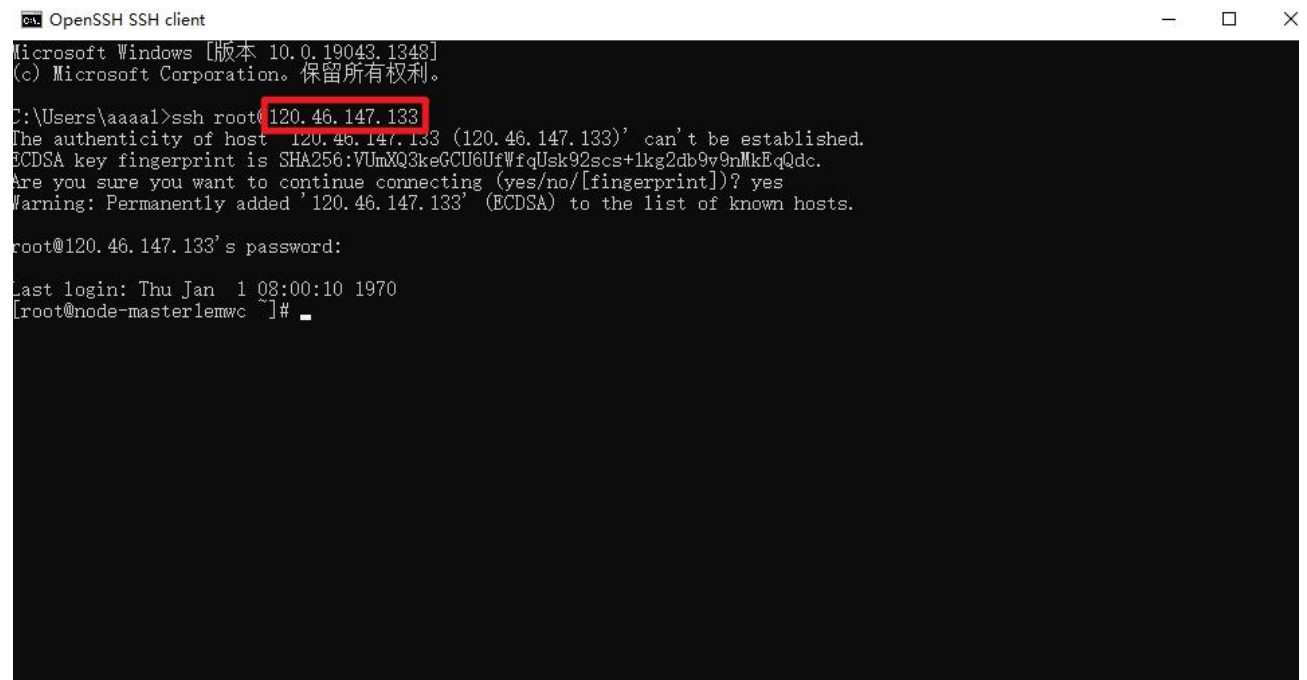 OpenSSH SSH client
Microsoft Windows [版本 10.0.19043.1348]
(c) Microsoft Corporation。保留所有权利。
C:\Users\aaaa1>ssh root@120.46.147.133
The authenticity of host '120.46.147.133 (120.46.147.133)' can't be established.
ECDSA key fingerprint is SHA256:VUmXQ3keGCU6UfWfqUsk92scs+1kg2db9v9nMkEqQdc.
Are you sure you want to continue connecting (yes/no/[fingerprint])? yes
Warning: Permanently added '120.46.147.133' (ECDSA) to the list of known hosts.
root@120.46.147.133's password:
Last login: Thu Jan  1 08:00:10 1970
[root@node-masterlemwc ~]#